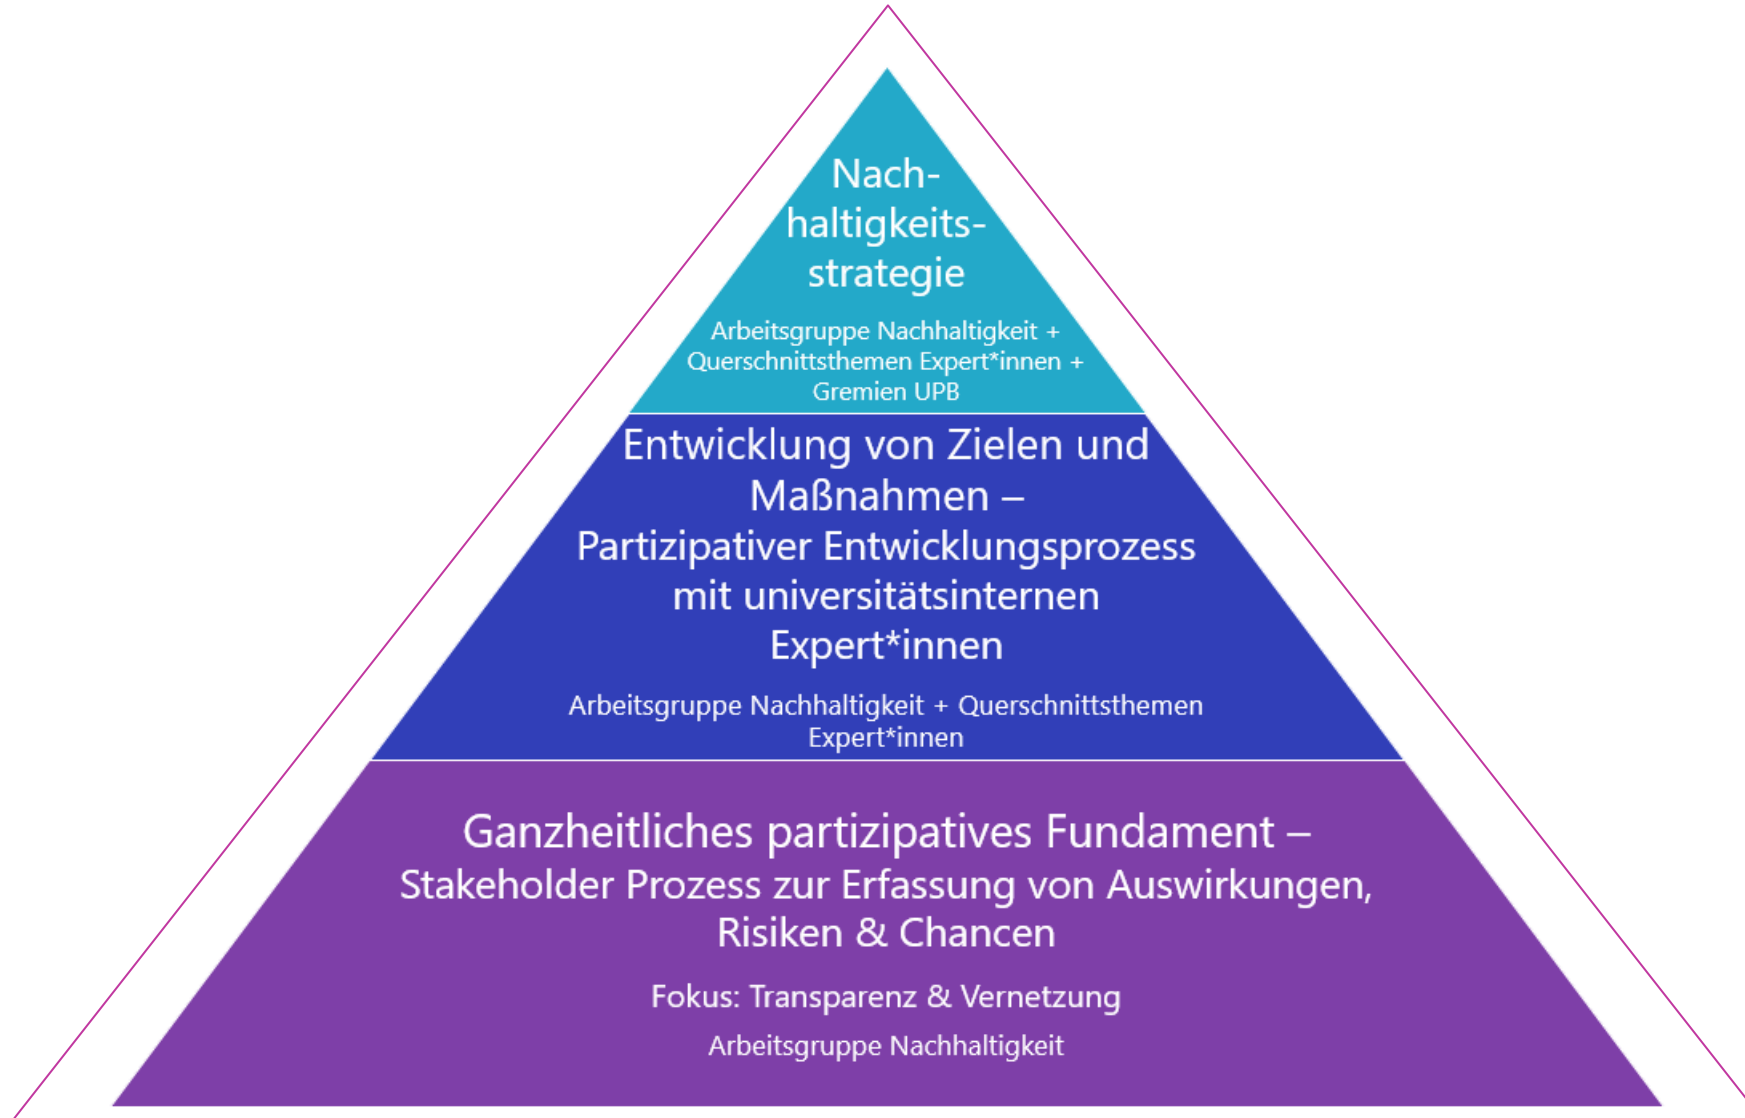 Nach-
haltigkeits-
strategie
Arbeitsgruppe Nachhaltigkeit +
Querschnittsthemen Expert*innen +
Gremien UPB
Entwicklung von Zielen und
Maßnahmen –
Partizipativer Entwicklungsprozess
mit universitätsinternen
Expert*innen
Arbeitsgruppe Nachhaltigkeit + Querschnittsthemen
Expert*innen
Ganzheitliches partizipatives Fundament –
Stakeholder Prozess zur Erfassung von Auswirkungen,
Risiken & Chancen
Fokus: Transparenz & Vernetzung
Arbeitsgruppe Nachhaltigkeit